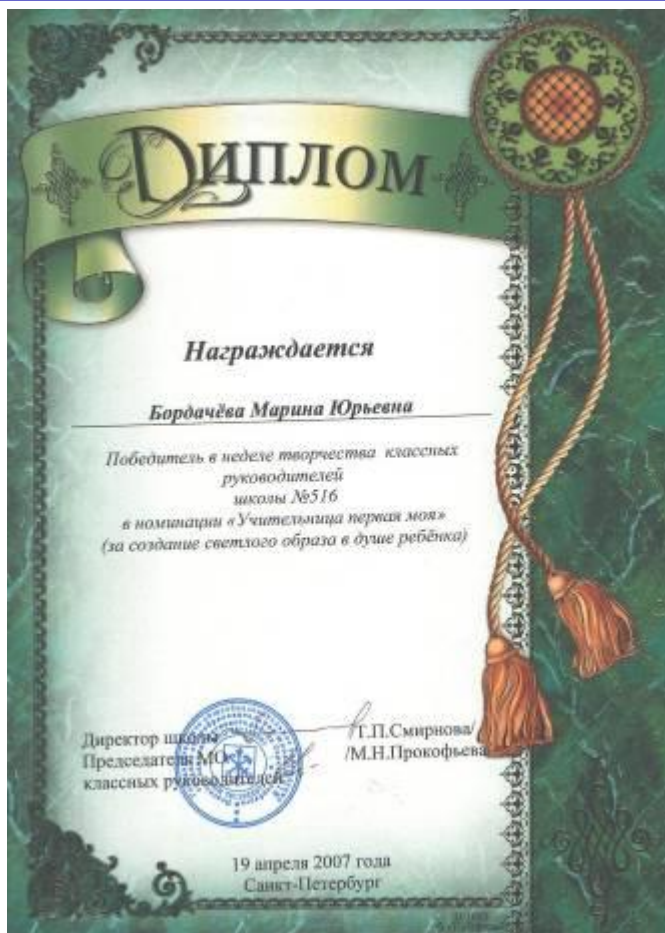 Диплом
Награждается
Бордачёва Марина Юрьевна
Победитель в неделе творчества классных
руководителей
школы №516
в номинации «Учительница первая моя»
(за создание светлого образа в душе ребёнка)
Директор школы /Т.П.Смирнова/
Председатель МО /М.Н.Прокофьева
классных руководителей
19 апреля 2007 года
Санкт-Петербург